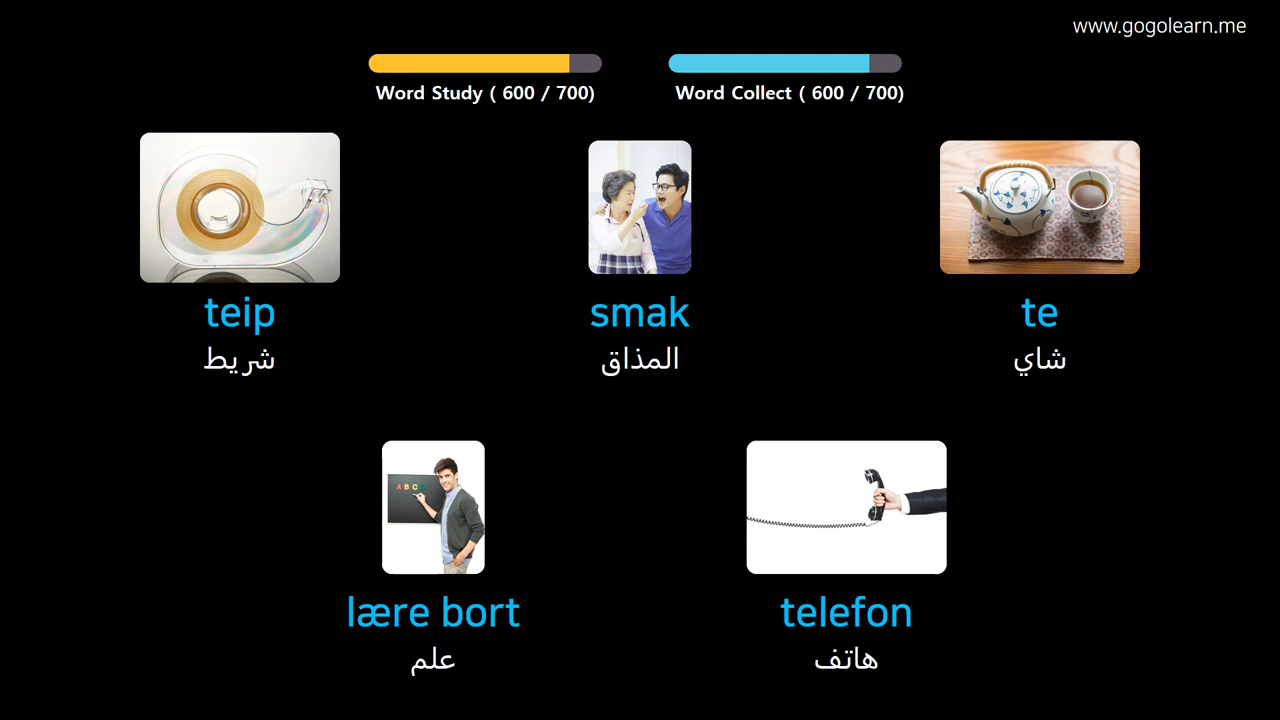 www.gogolearn.me
Word Study ( 600 / 700)
Word Collect ( 600 / 700)
teip
شريط
smak
المذاق
te
شاي
A B C
lære bort
علم
telefon
هاتف